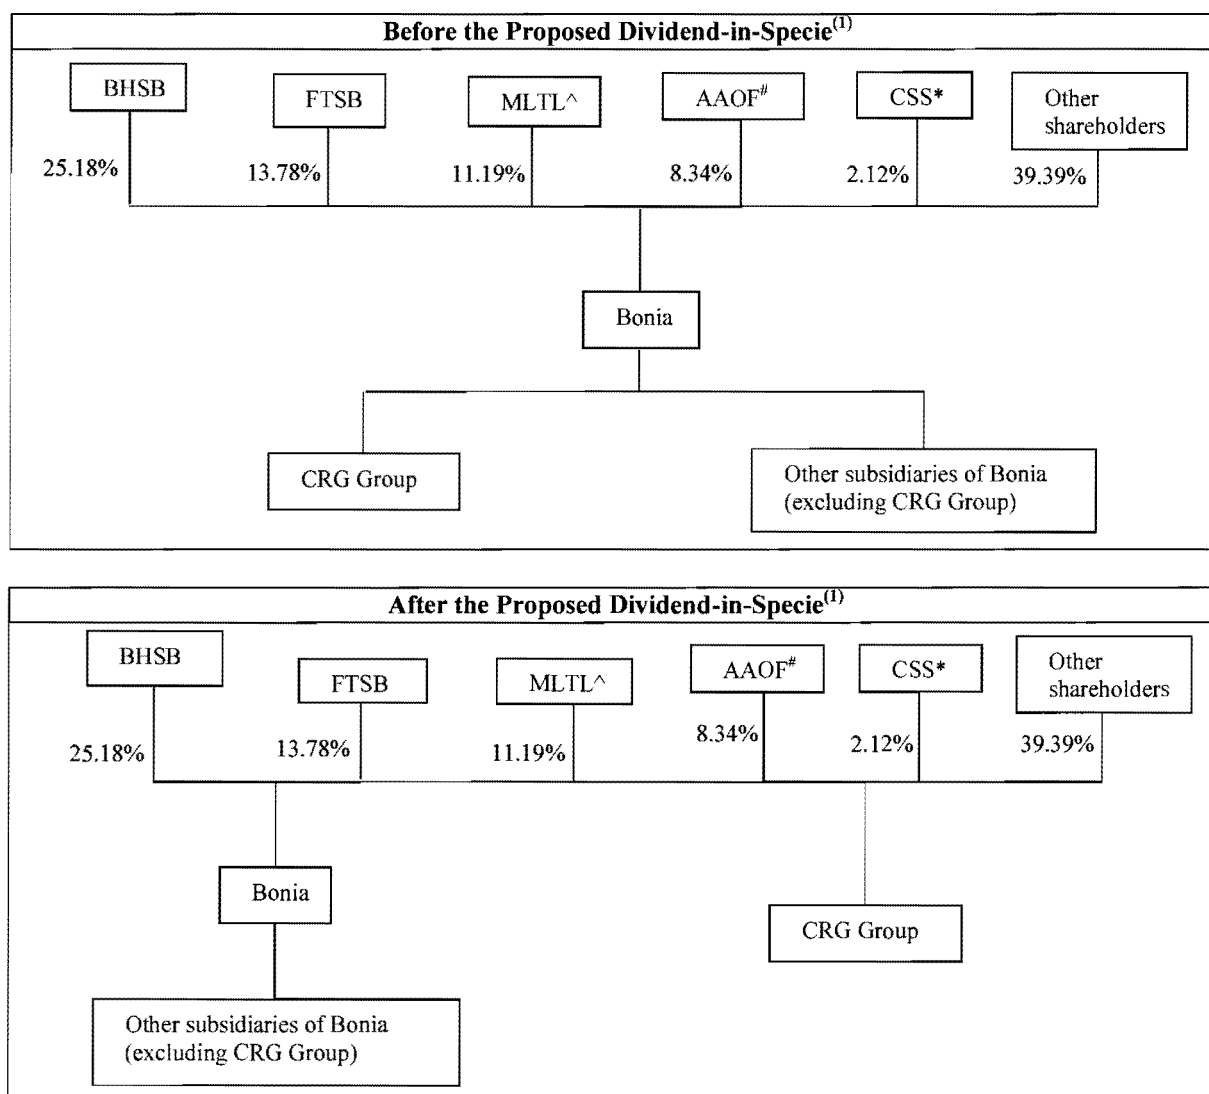 Before the Proposed Dividend-in-Specie(1)
BHSB
FTSB
MLTL^
AAOF#
CSS*
Other
shareholders
25.18%
13.78%
11.19%
8.34%
2.12%
39.39%
Bonia
CRG Group
Other subsidiaries of Bonia
(excluding CRG Group)
After the Proposed Dividend-in-Specie(1)
BHSB
FTSB
MLTL^
AAOF#
CSS*
Other
shareholders
25.18%
13.78%
11.19%
8.34%
2.12%
39.39%
Bonia
CRG Group
Other subsidiaries of Bonia
(excluding CRG Group)